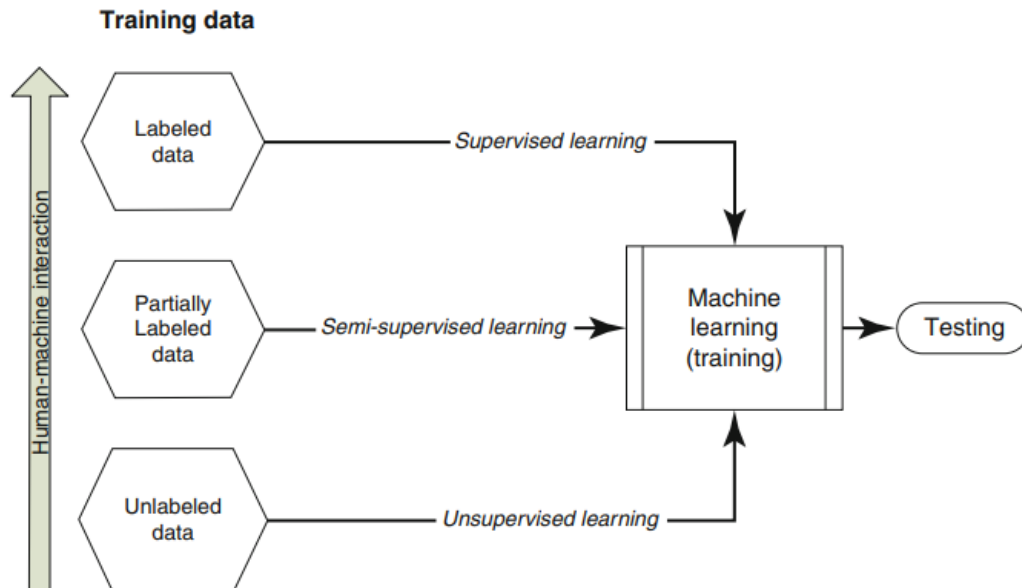 Training data
Human-machine interaction
Labeled
data
Supervised learning
Partially
Labeled
data
Semi-supervised learning
Machine
learning
(training)
Testing
Unlabeled
data
Unsupervised learning